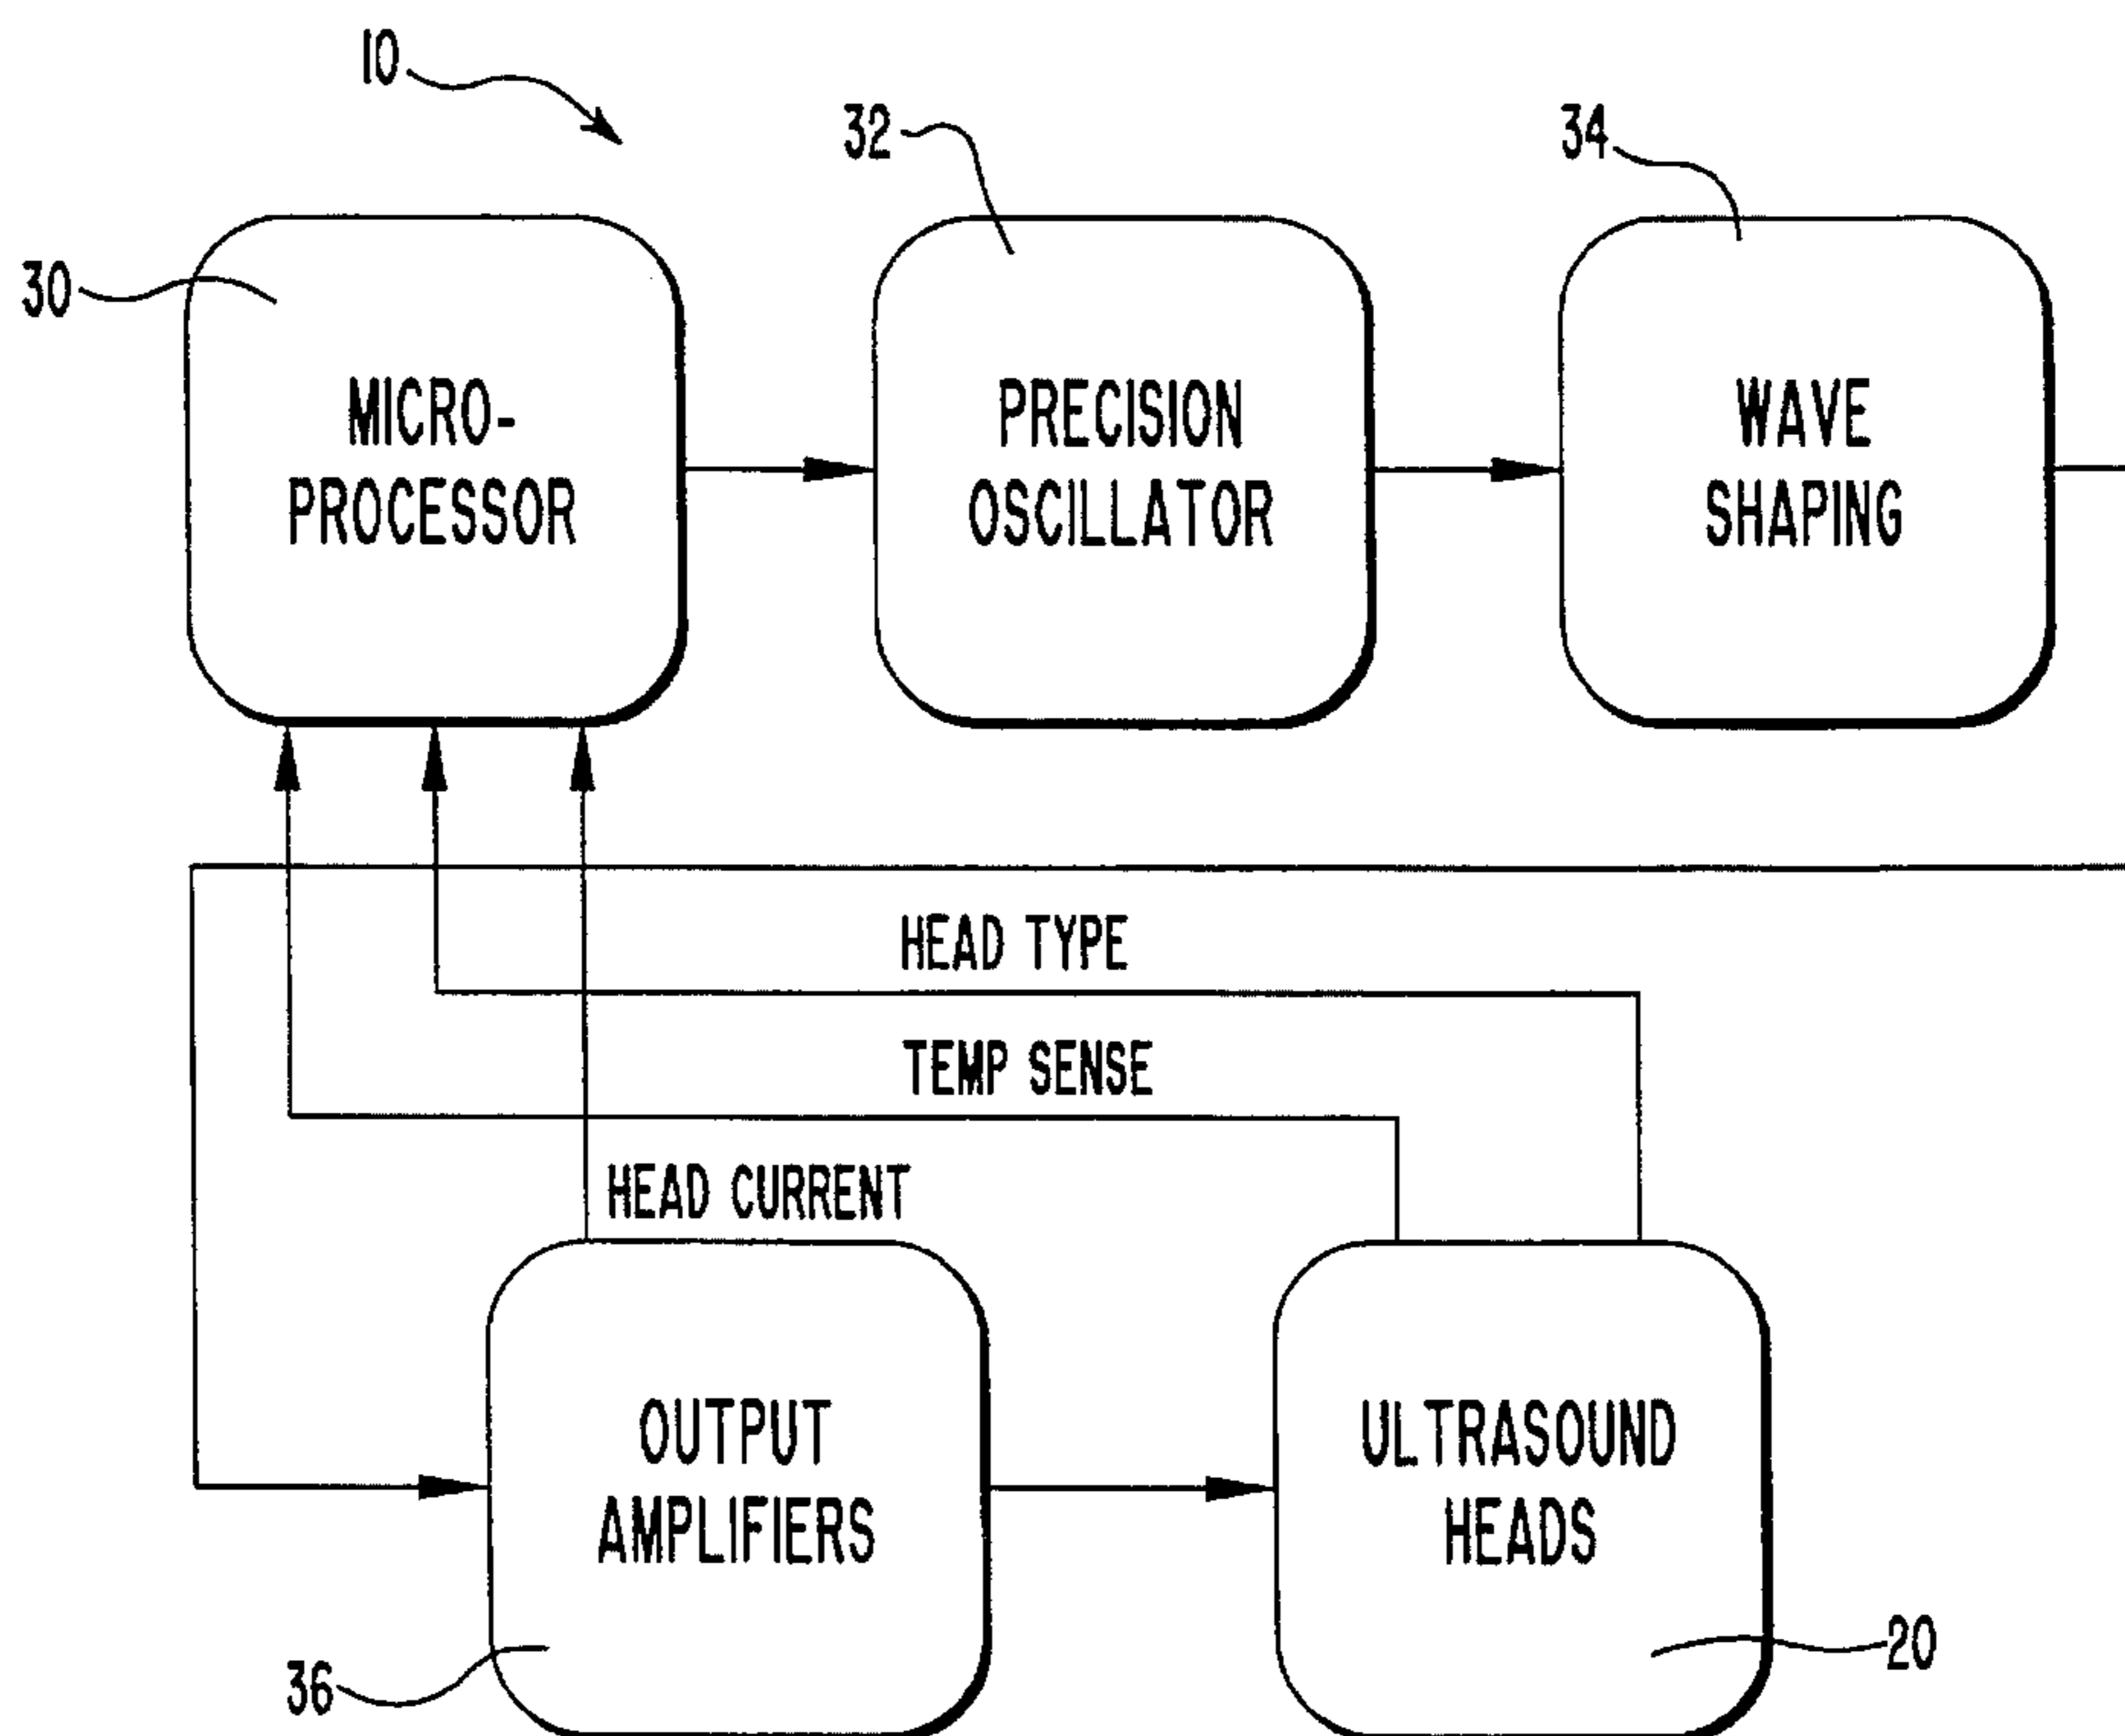 10
32
34
30
MICRO-
PROCESSOR
PRECISION
OSCILLATOR
WAVE
SHAPING
HEAD TYPE
TEMP SENSE
HEAD CURRENT
OUTPUT
AMPLIFIERS
ULTRASOUND
HEADS
36
20